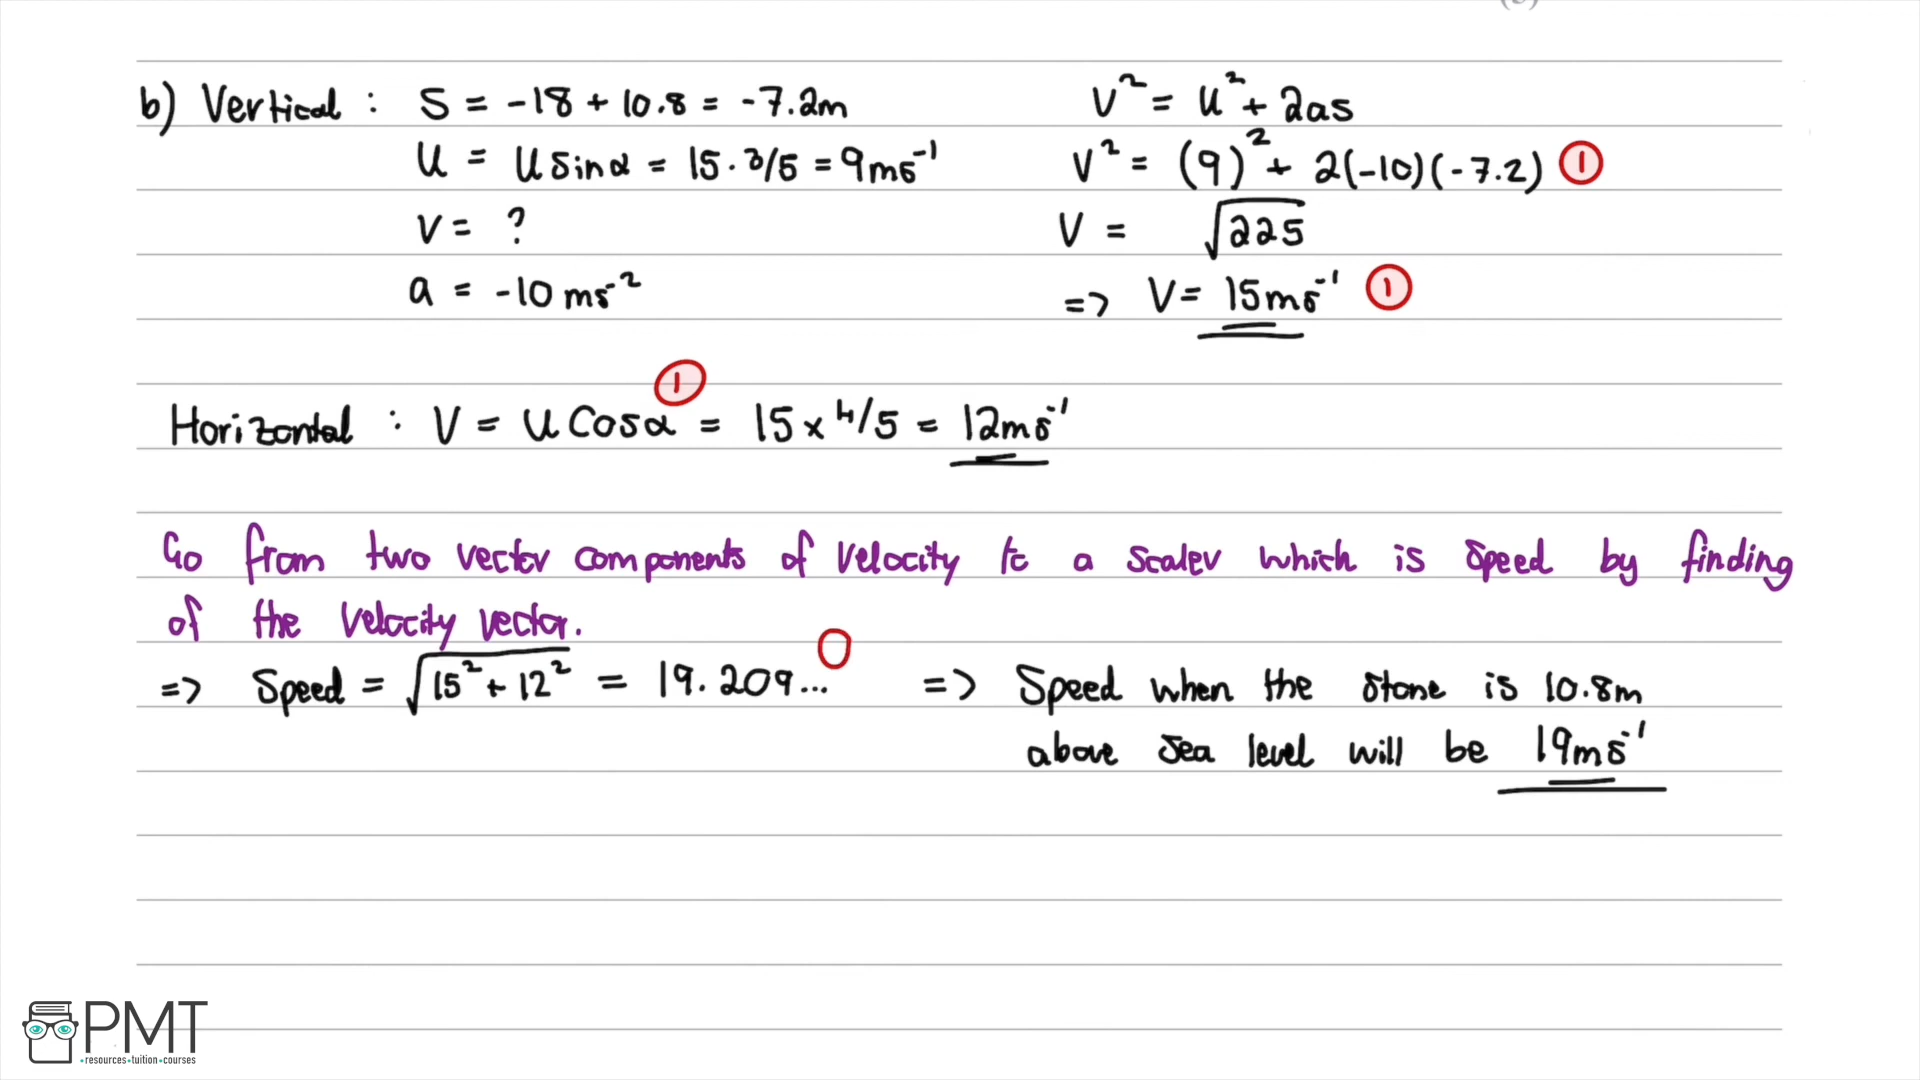 b) Vertical : S = -18 + 10.8 = -7.2m
u = U sinα = 15 · 3/5 = 9ms⁻¹
v = ?
a = -10 ms⁻²
V² = u² + 2as
V² = (9)² + 2(-10)(-7.2) ①
V = √225
=> V = 15ms⁻¹ ①
①
Horizontal : V = U Cosα = 15 x 4/5 = 12ms⁻¹
Go from two vector components of velocity to a scaler which is speed by finding
of the velocity vector.
=> Speed = √15² + 12² = 19.209...
=> Speed when the stone is 10.8m
above sea level will be 19ms⁻¹
PMT
resources•tuition•courses